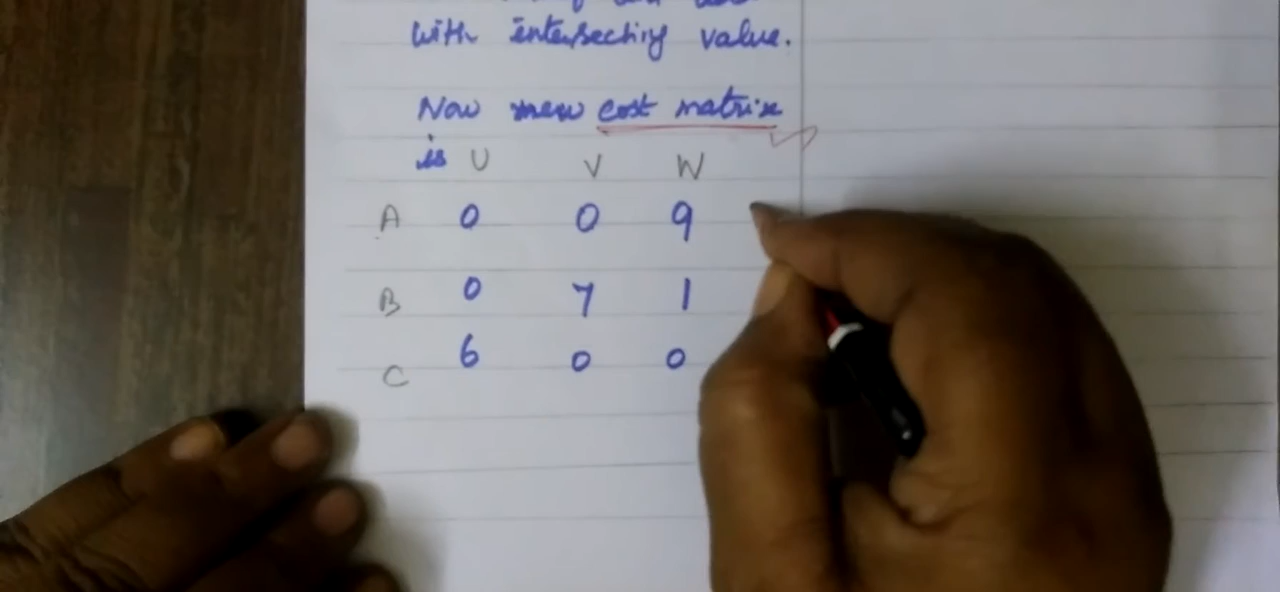 with intersecting value.
Now new cost matrix
is U V W
A 0 0 9
B 0 7 1
C 6 0 0